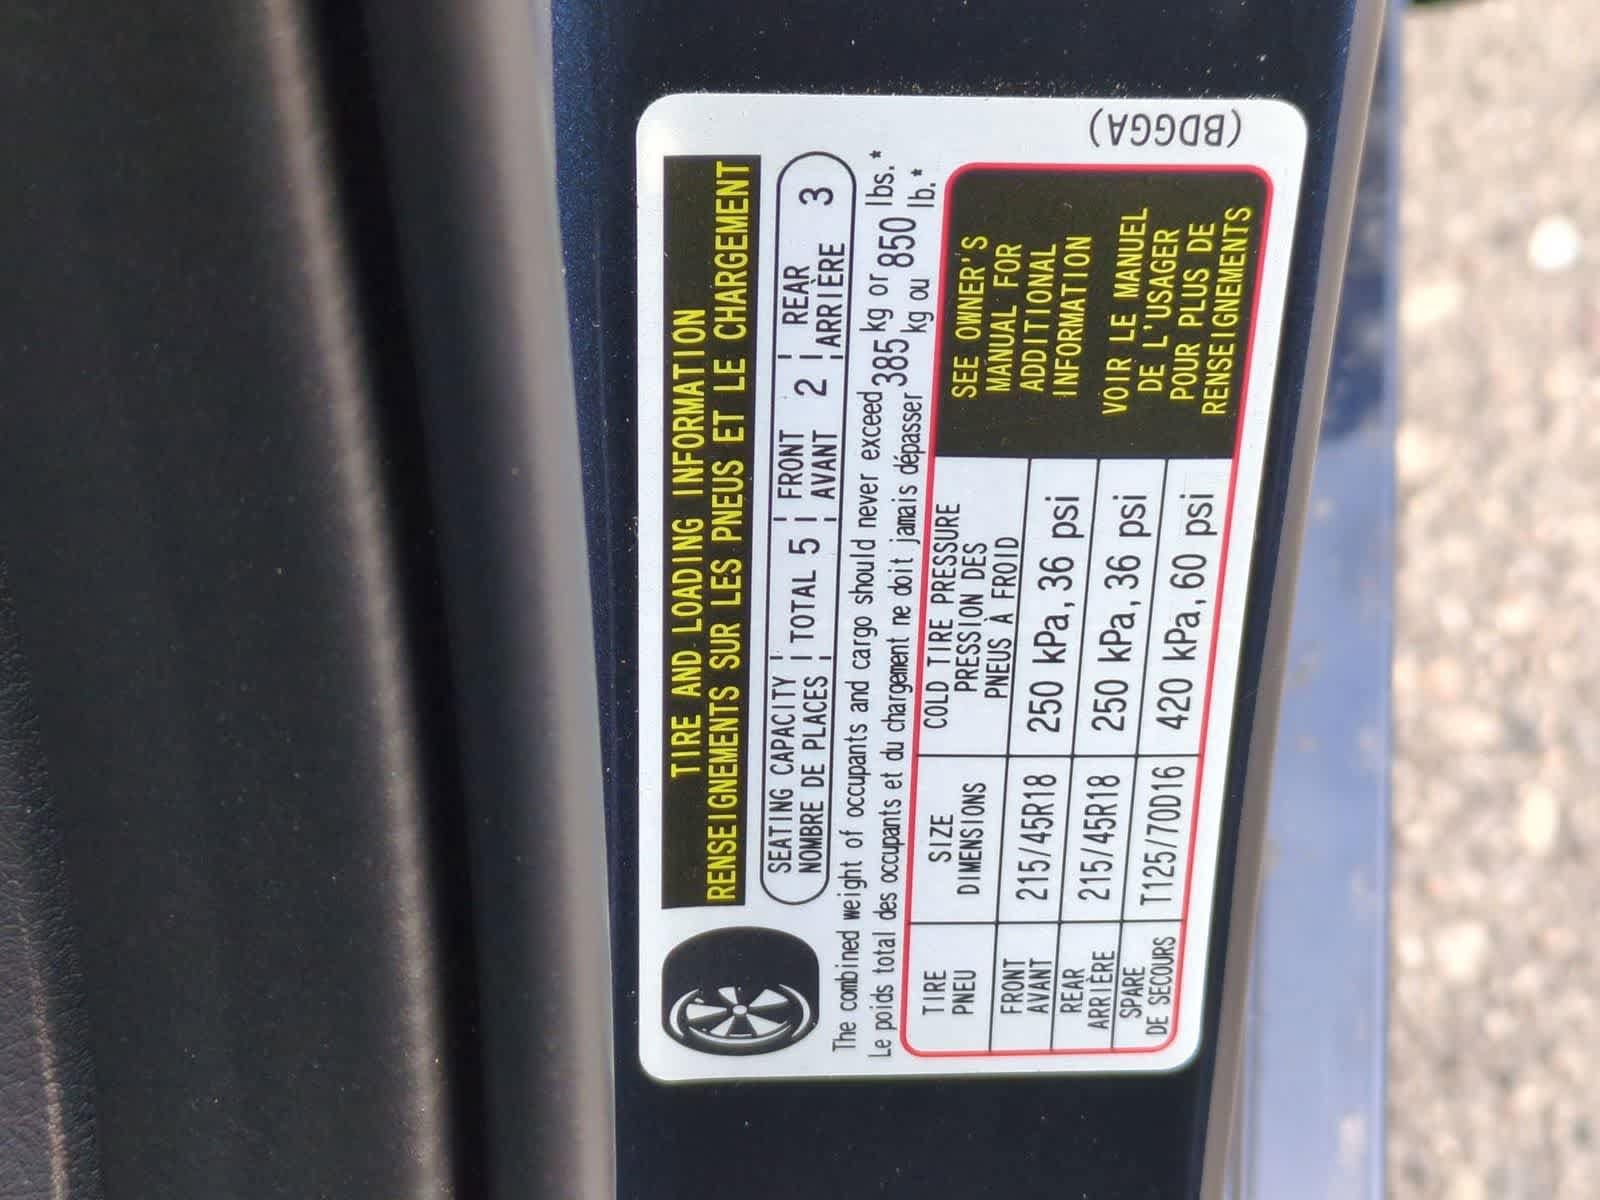 TIRE AND LOADING INFORMATION
RENSEIGNEMENTS SUR LES PNEUS ET LE CHARGEMENT
SEATING CAPACITY TOTAL 5 FRONT 2 REAR 3
NOMBRE DE PLACES AVANT ARRIÈRE
The combined weight of occupants and cargo should never exceed 385 kg or 850 lbs.*
Le poids total des occupants et du chargement ne doit jamais dépasser kg ou lb.*
TIRE
PNEU
SIZE
DIMENSIONS
COLD TIRE PRESSURE
PRESSION DES
PNEUS À FROID
FRONT
AVANT
215/45R18
250 kPa, 36 psi
REAR
ARRIÈRE
215/45R18
250 kPa, 36 psi
SPARE
DE SECOURS
T125/70D16
420 kPa, 60 psi
SEE OWNER'S
MANUAL FOR
ADDITIONAL
INFORMATION
VOIR LE MANUEL
DE L'USAGER
POUR PLUS DE
RENSEIGNEMENTS
(BDGGA)